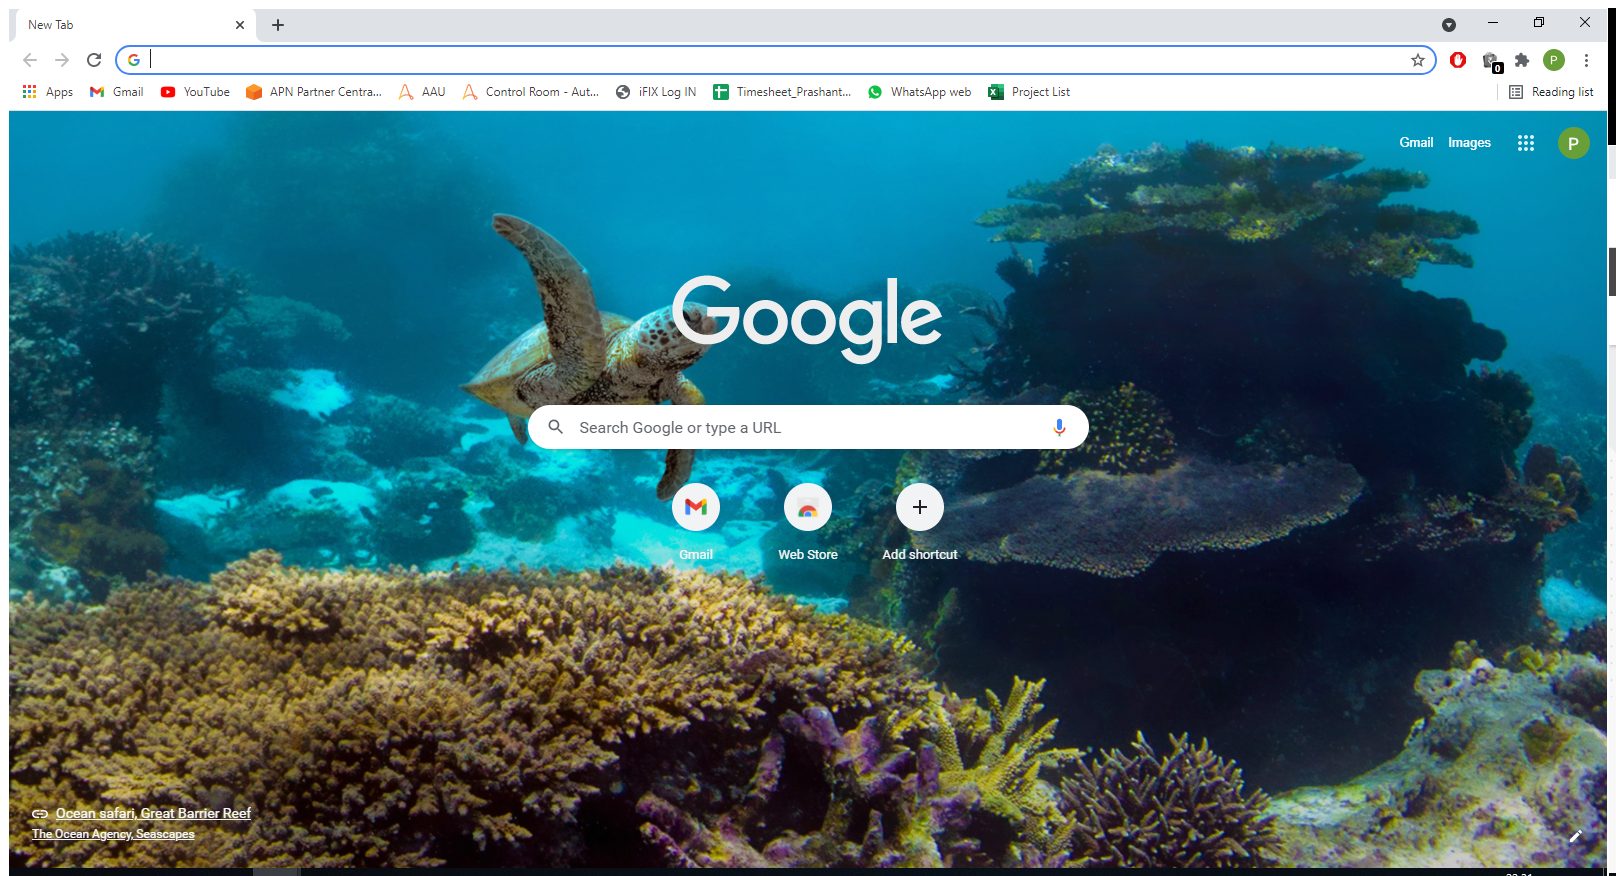 New Tab
Apps Gmail YouTube APN Partner Centra... AAU Control Room - Aut... iFIX Log IN Timesheet_Prashant... WhatsApp web Project List Reading list
0
P
Gmail Images P
Google
Search Google or type a URL
Gmail Web Store Add shortcut
Ocean safari, Great Barrier Reef
The Ocean Agency, Seascapes